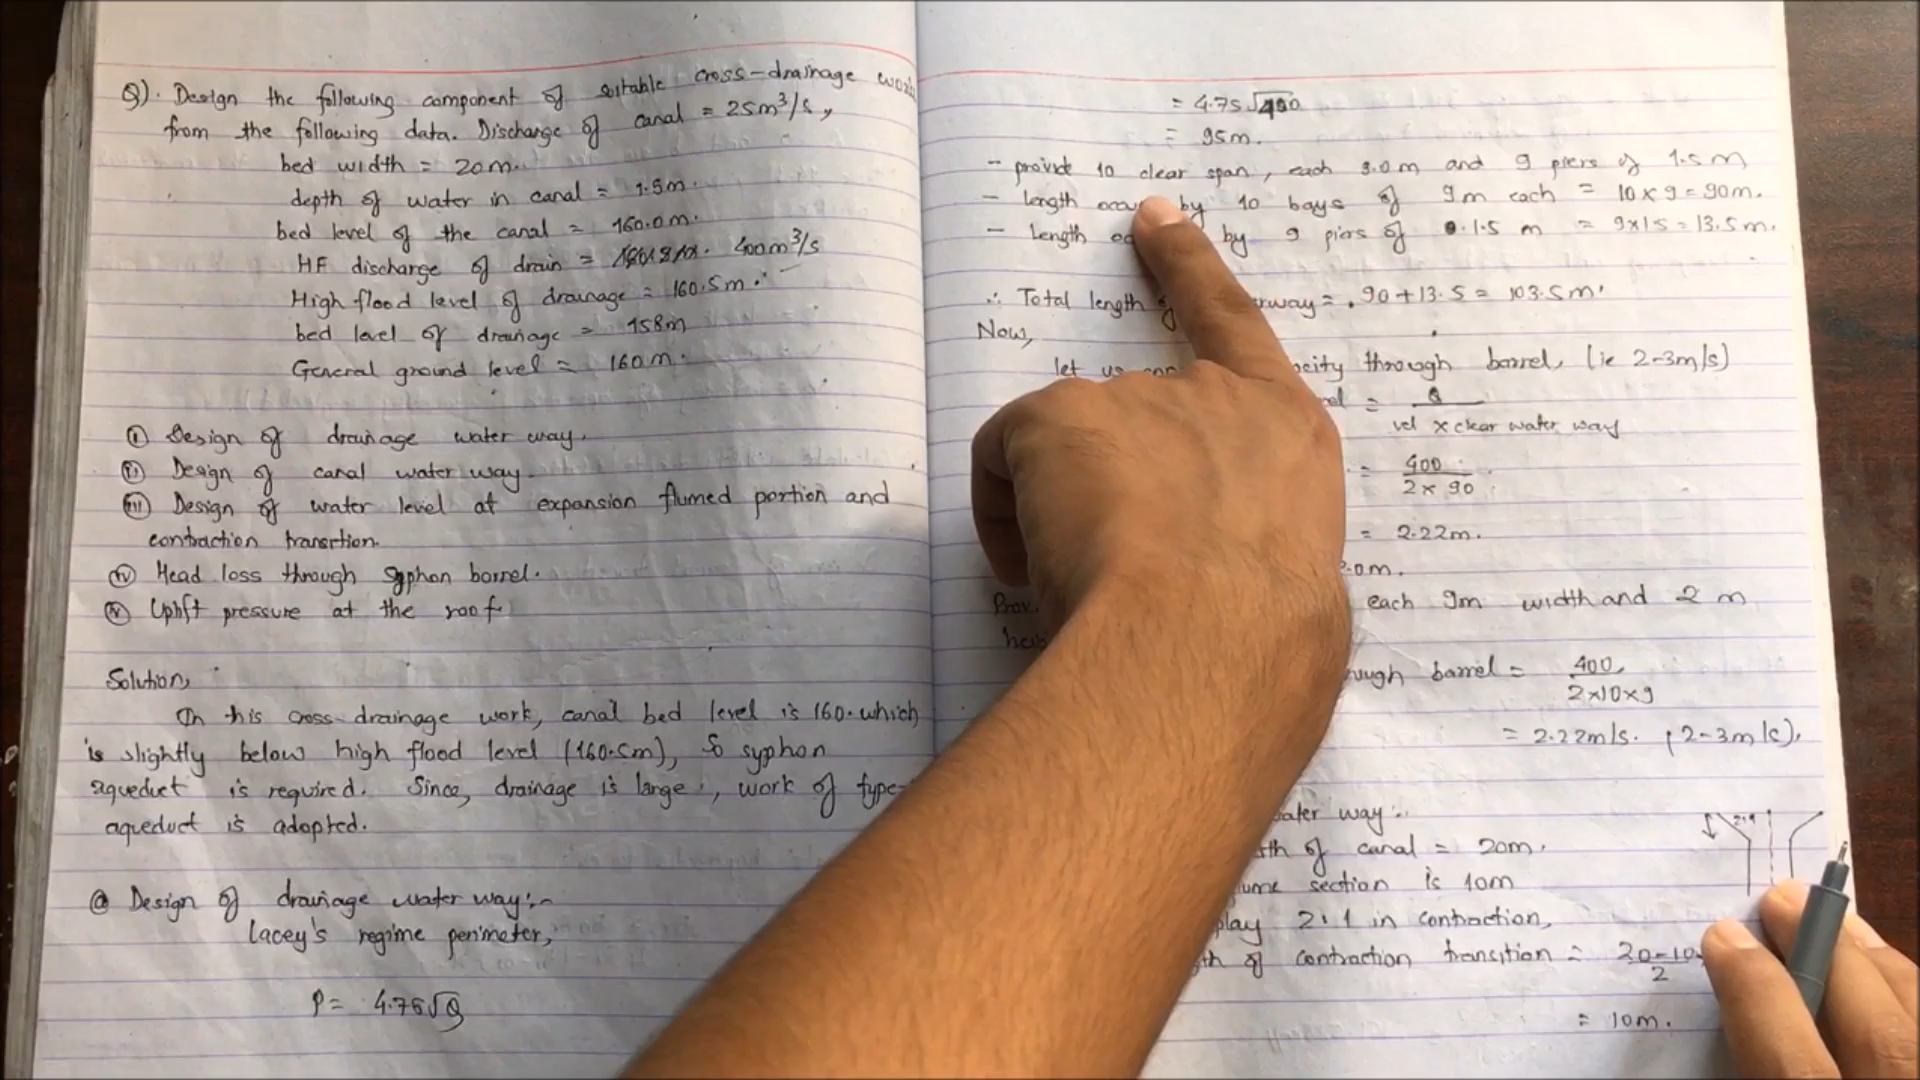 Q). Design the following component of suitable cross-drainage work
from the following data. Discharge of canal = 25m³/s,
bed width = 20m.
depth of water in canal = 1.5m.
bed level of the canal = 160.0m.
HF discharge of drain = 400m³/s
High flood level of drainage = 160.5m.
bed level of drainage = 158m
General ground level = 160m.
(i) Design of drainage water way.
(ii) Design of canal water way.
(iii) Design of water level at expansion flumed portion and
contraction transition.
(iv) Head loss through syphon barrel.
(v) Uplift pressure at the roof
Solution,
In this cross-drainage work, canal bed level is 160. which
is slightly below high flood level (160.5m), So syphon
aqueduct is required. Since, drainage is large, work of type-
aqueduct is adopted.
@ Design of drainage water way:-
Lacey's regime perimeter,
P = 4.75√Q
= 4.75√400
= 95m.
- provide 10 clear span, each 9.0m and 9 piers of 1.5m
- length by 10 bays of 9m each = 10 x 9 = 90m.
- length by 9 piers of 1.5 m = 9x1.5 = 13.5m.
∴ Total length = 90+13.5 = 103.5m.
Now,
let us through barrel, (ie 2-3m/s)
= Q
vel x clear water way
= 400
2 x 90
= 2.22m.
each 9m width and 2 m
barrel = 400
2x10x9
= 2.22m/s. (2-3m/s).
water way:-
of canal = 20m.
section is 10m
2:1 in contraction,
of contraction transition = 20-10
2
= 10m.